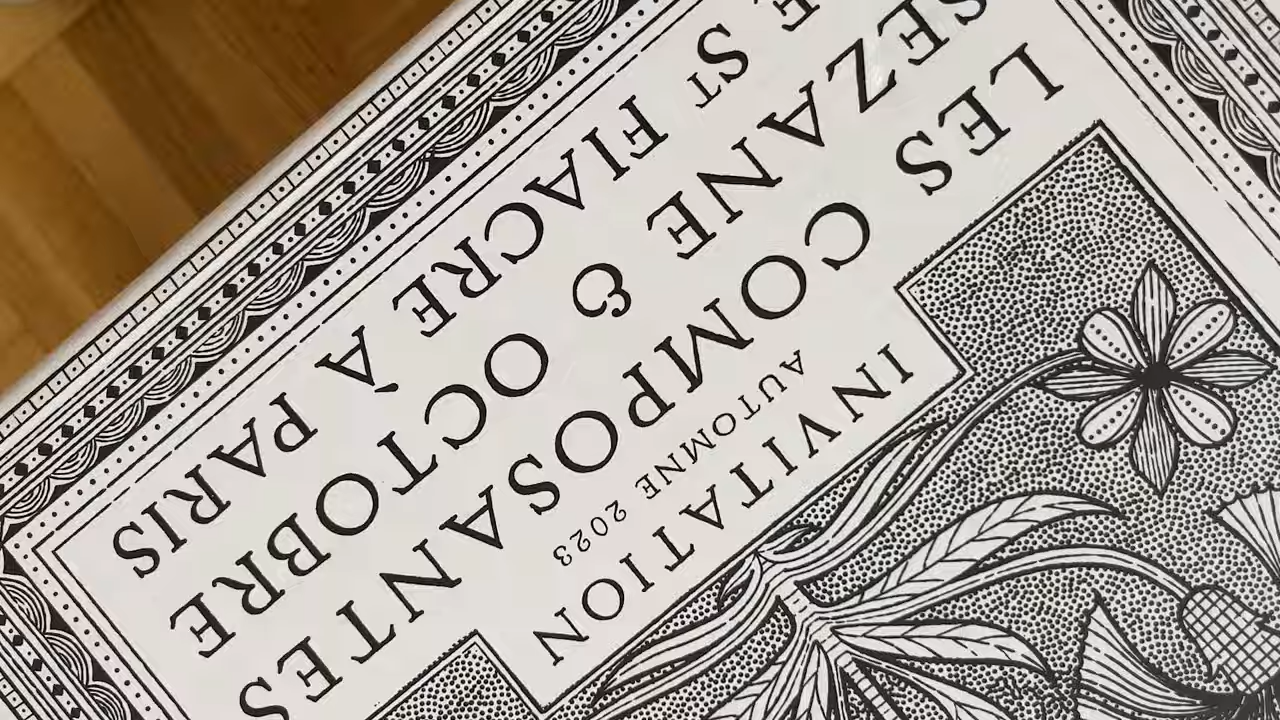 INVITATION
AUTOMNE 2023
LES COMPOSANTES
SEZANE & OCTOBRE
ST FIACRE À PARIS